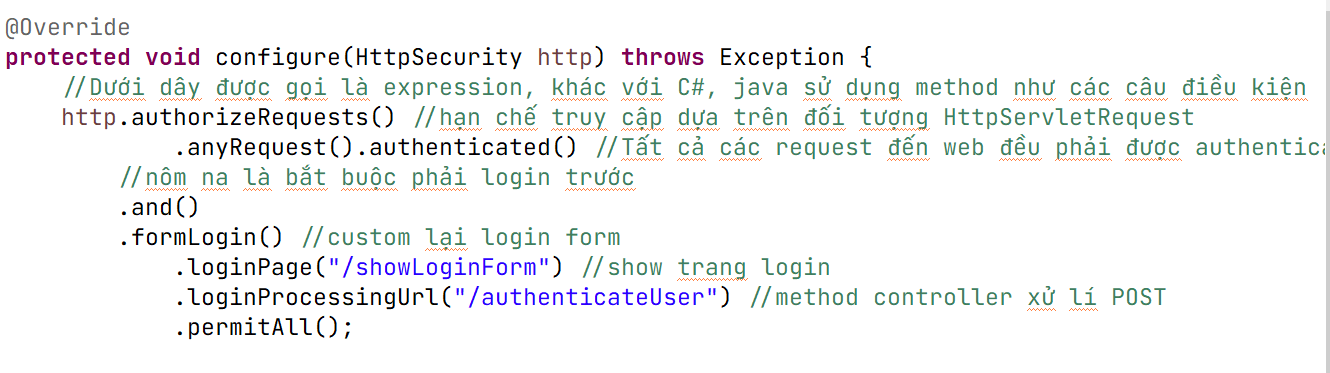 @Override
protected void configure(HttpSecurity http) throws Exception {
//Dưới dây được gọi là expression, khác với C#, java sử dụng method như các câu điều kiện
http.authorizeRequests() //hạn chế truy cập dựa trên đối tượng HttpServletRequest
.anyRequest().authenticated() //Tất cả các request đến web đều phải được authentica
//nôm na là bắt buộc phải login trước
.and()
.formLogin() //custom lại login form
.loginPage("/showLoginForm") //show trang login
.loginProcessingUrl("/authenticateUser") //method controller xử lí POST
.permitAll();